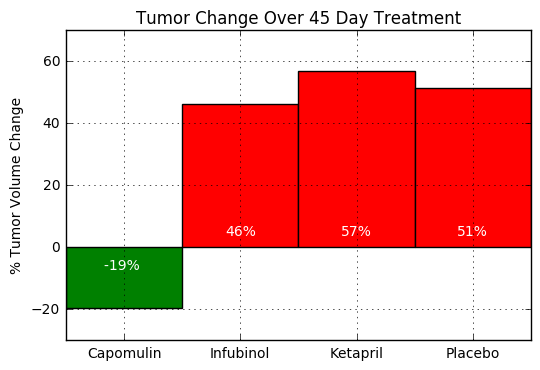 Tumor Change Over 45 Day Treatment
% Tumor Volume Change
60
40
20
0
−20
-19%
46%
57%
51%
Capomulin
Infubinol
Ketapril
Placebo